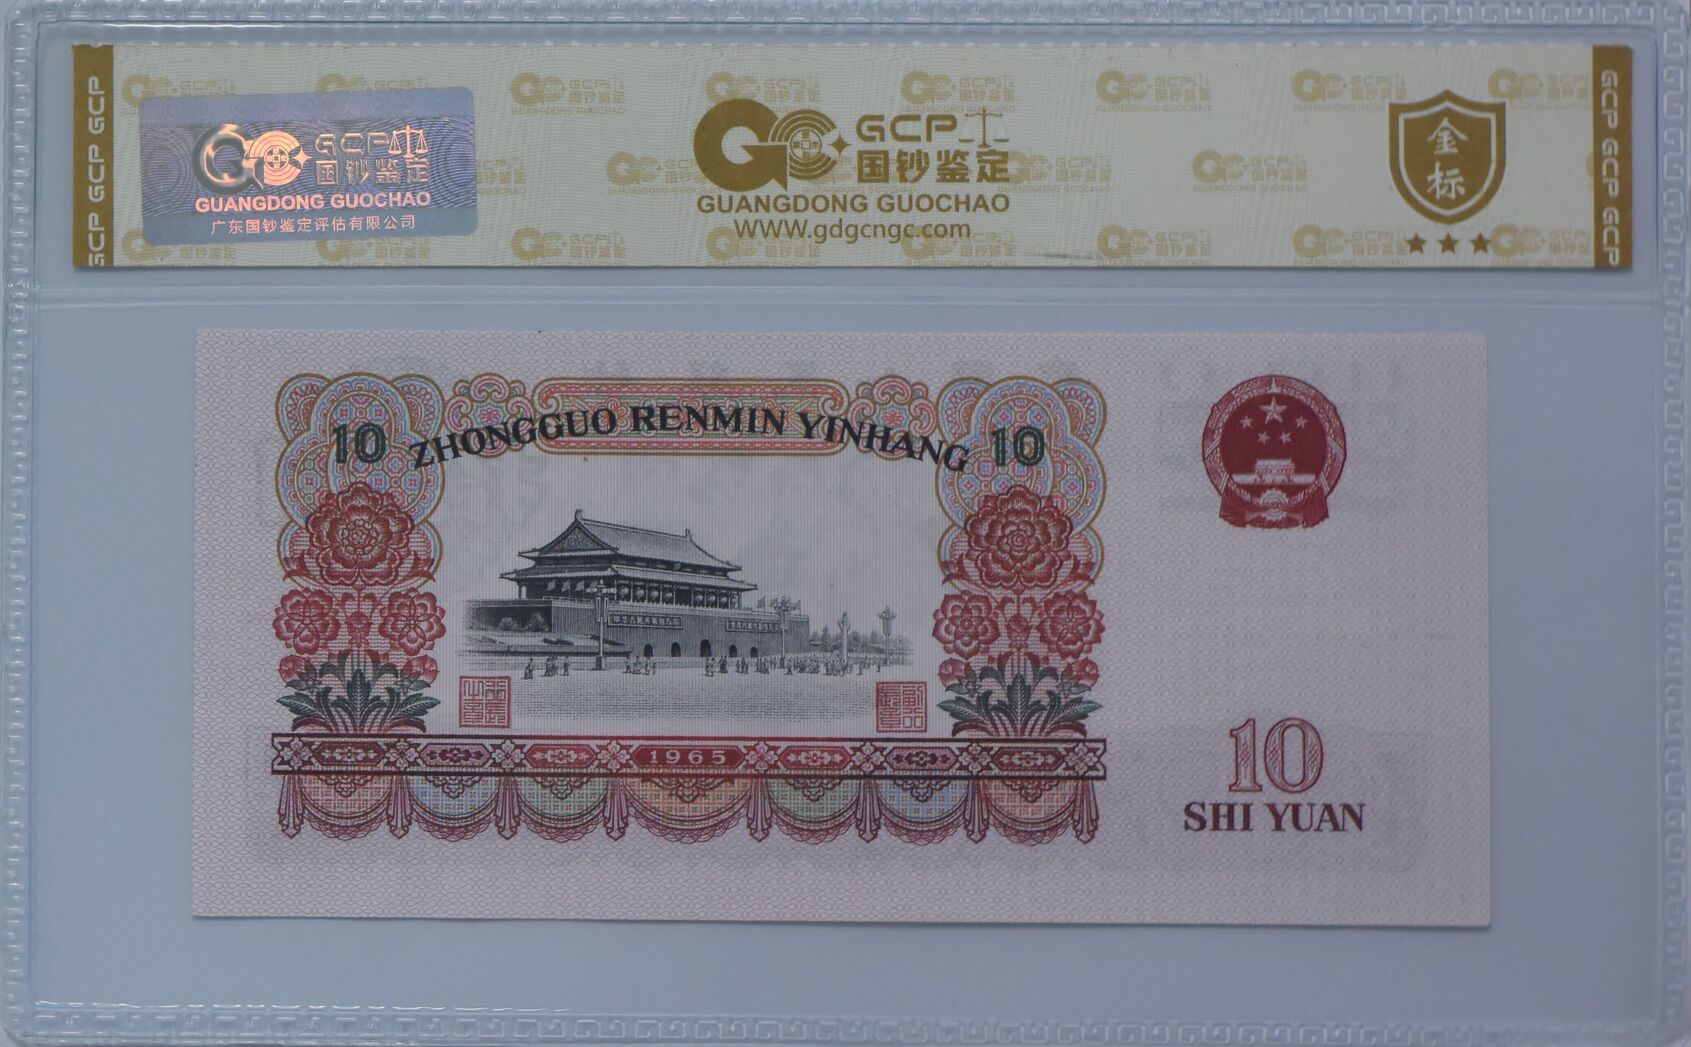 GCP GCP GCP
GCP
国钞鉴定
GUANGDONG GUOCHAO
广东国钞鉴定评估有限公司
GCP
国钞鉴定
GUANGDONG GUOCHAO
WWW.gdgcngc.com
金标
GCP GCP GCP
10 ZHONGGUO RENMIN YINHANG 10
1965
10
SHI YUAN